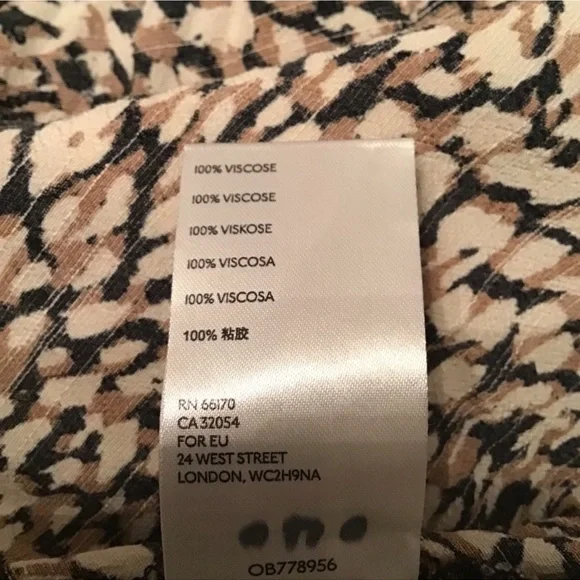 100% VISCOSE
100% VISCOSE
100% VISKOSE
100% VISCOSA
100% VISCOSA
100% 粘胶
RN 66170
CA 32054
FOR EU
24 WEST STREET
LONDON, WC2H9NA
OB778956